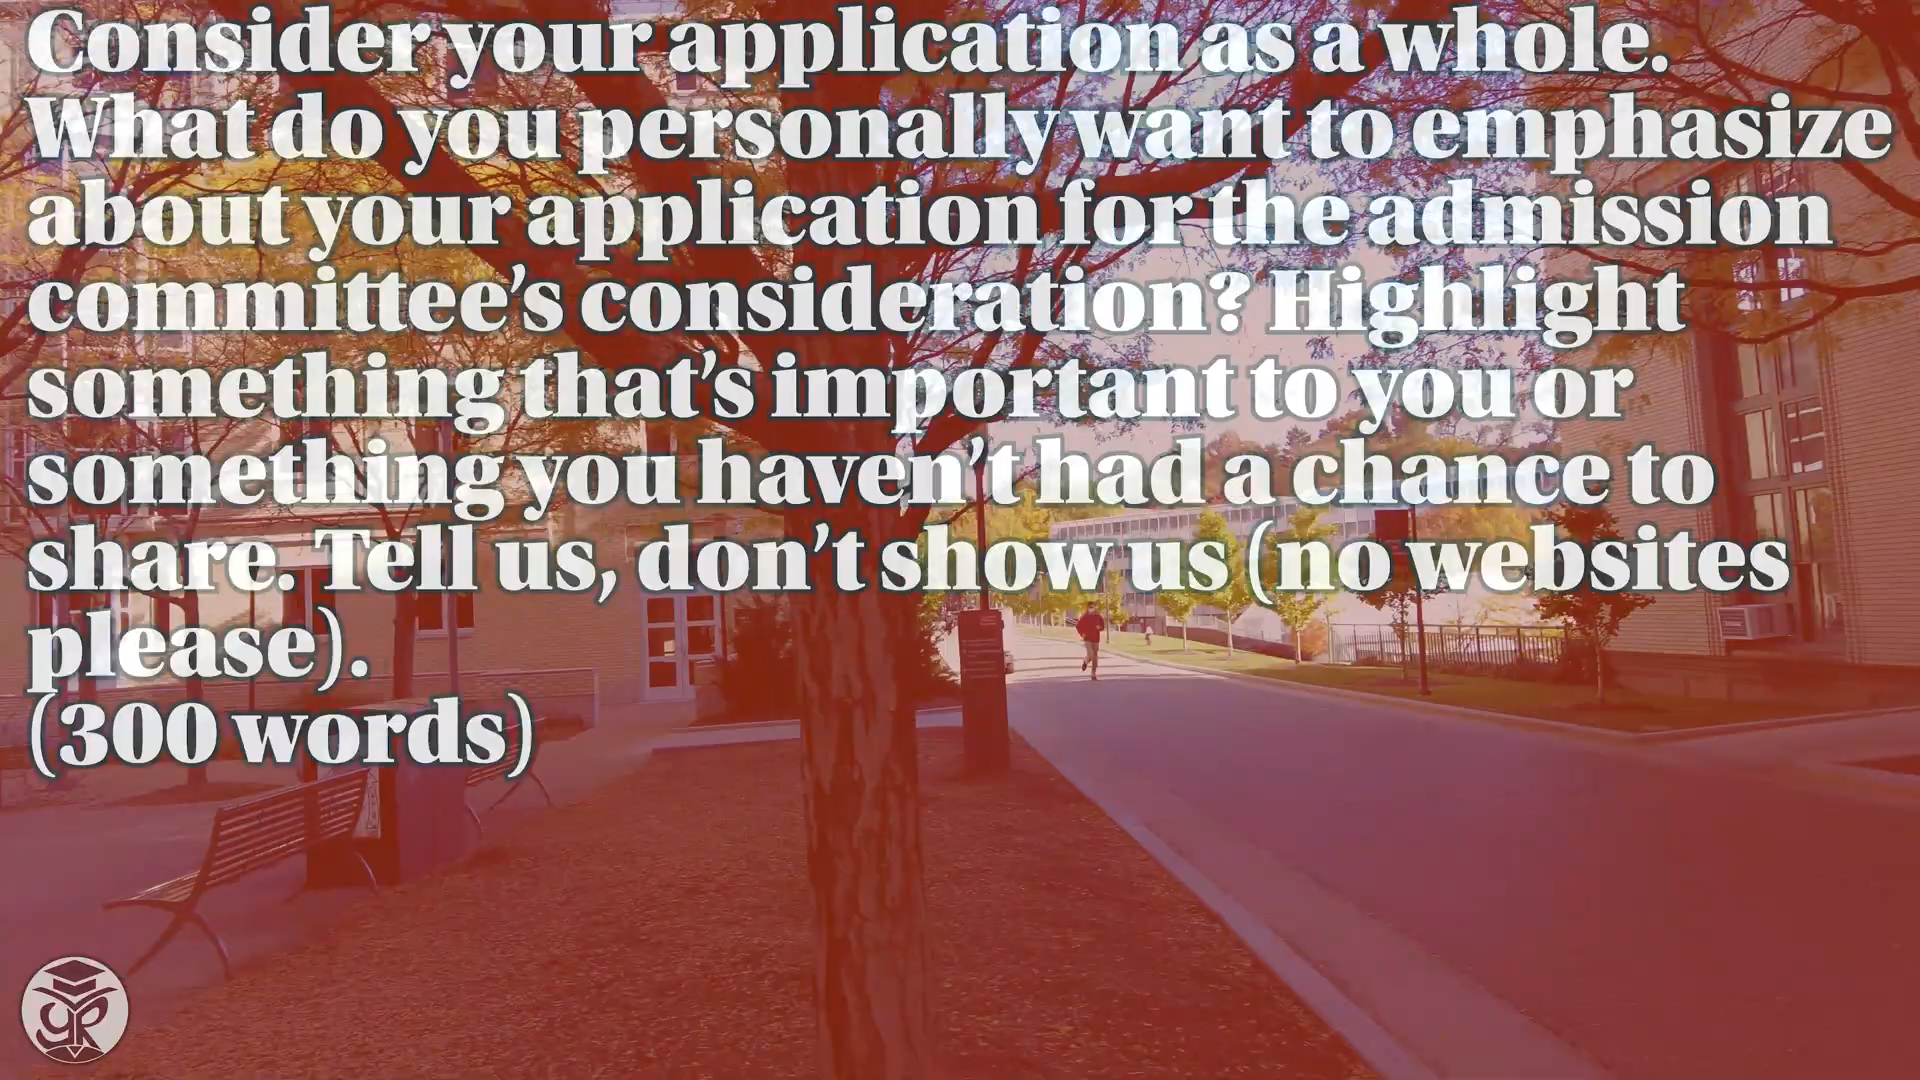 Consider your application as a whole.
What do you personally want to emphasize
about your application for the admission
committee’s consideration? Highlight
something that’s important to you or
something you haven’t had a chance to
share. Tell us, don’t show us (no websites
please).
(300 words)
YR